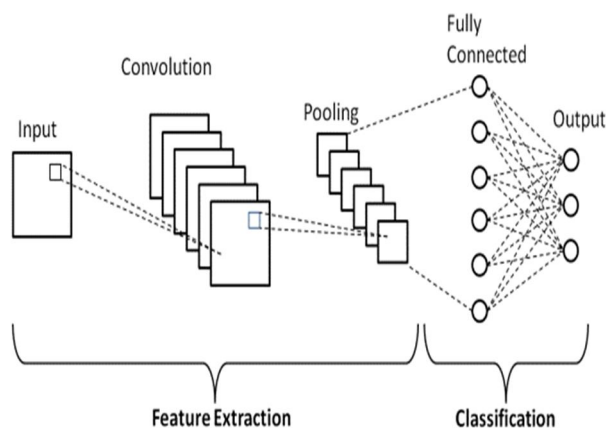 Input
Convolution
Pooling
Fully
Connected
Output
Feature Extraction
Classification